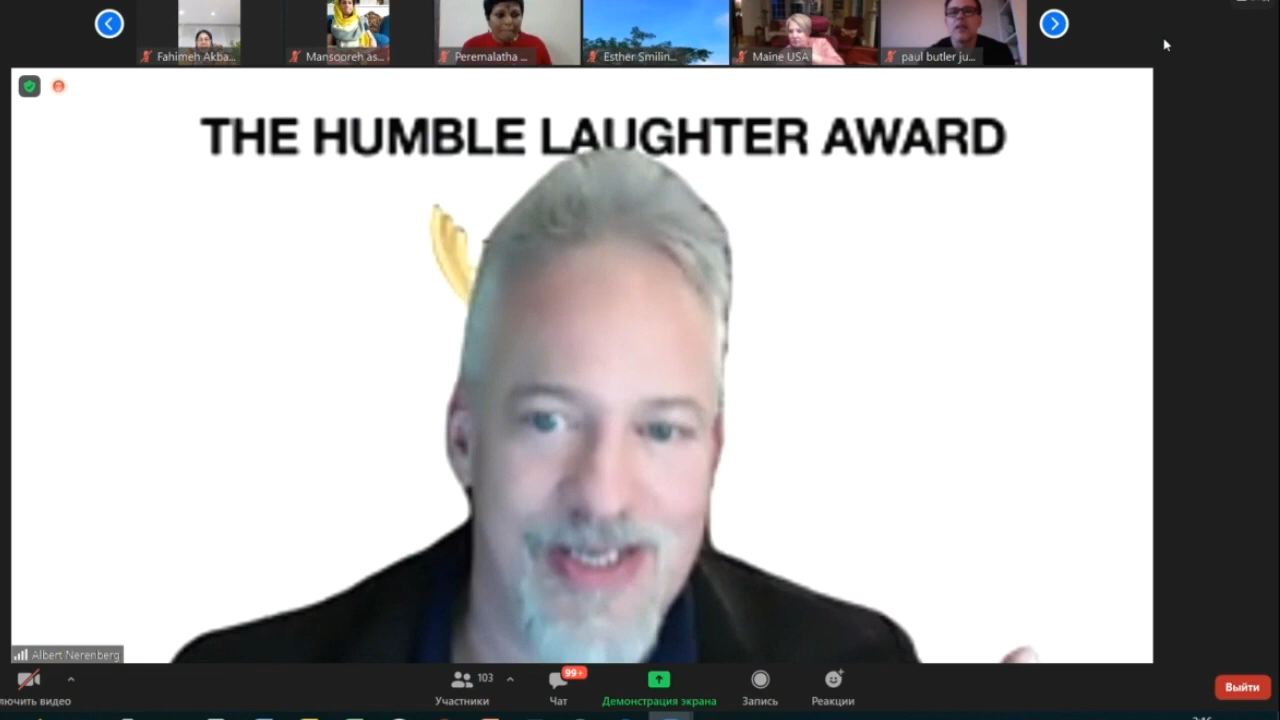 Fahimeh Akba...
Mansooreh as...
Peremalatha ...
Esther Smilin...
Maine USA
paul butler ju...
THE HUMBLE LAUGHTER AWARD
Albert Nerenberg
лючить видео
103
Участники
99+
Чат
Демонстрация экрана
Запись
Реакции
Выйти